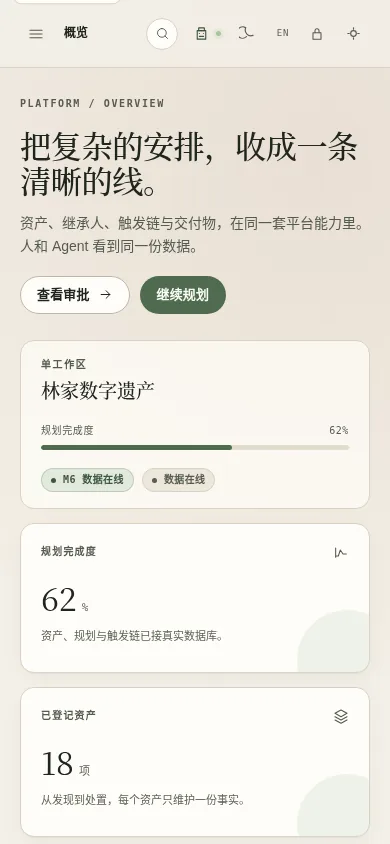 概览
EN
PLATFORM / OVERVIEW
把复杂的安排，收成一条
清晰的线。
资产、继承人、触发链与交付物，在同一套平台能力里。
人和 Agent 看到同一份数据。
查看审批 →
继续规划
单工作区
林家数字遗产
规划完成度 62%
M6 数据在线 数据在线
规划完成度
62 %
资产、规划与触发链已接真实数据库。
已登记资产
18 项
从发现到处置，每个资产只维护一份事实。